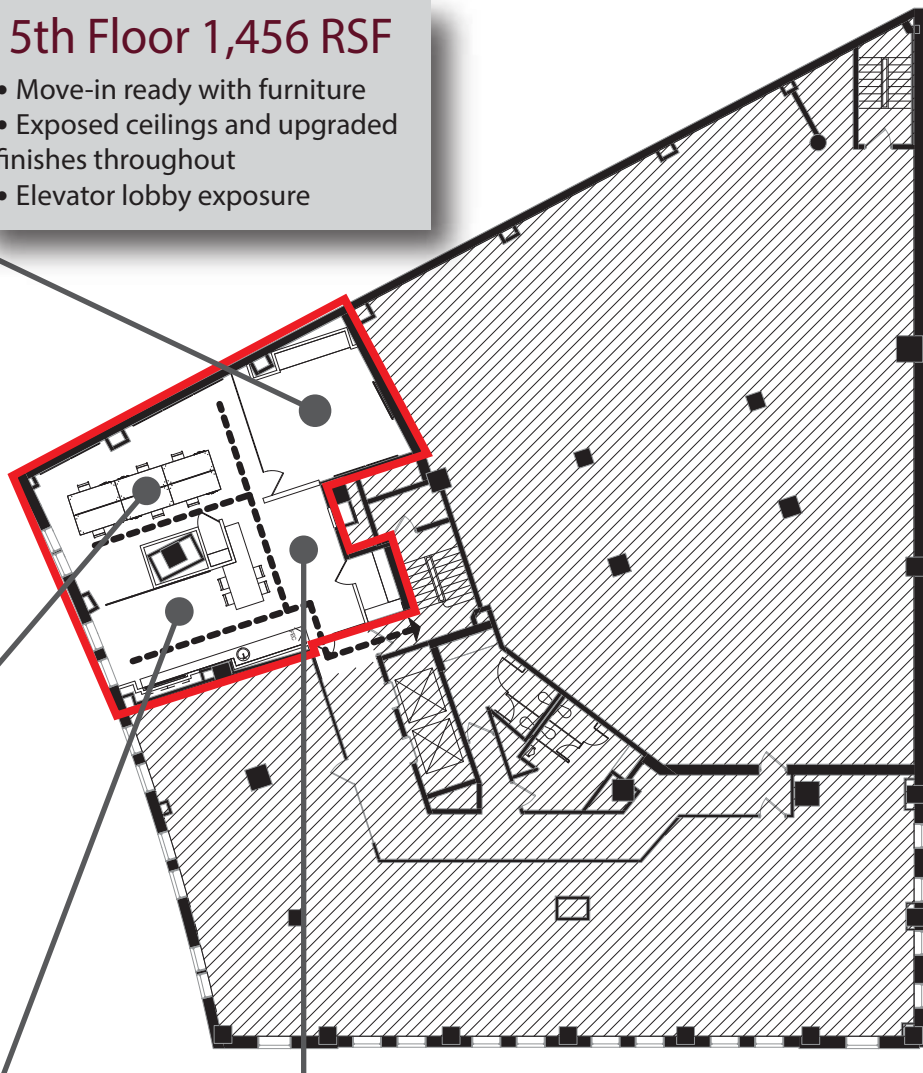 5th Floor 1,456 RSF
• Move-in ready with furniture
• Exposed ceilings and upgraded
finishes throughout
• Elevator lobby exposure